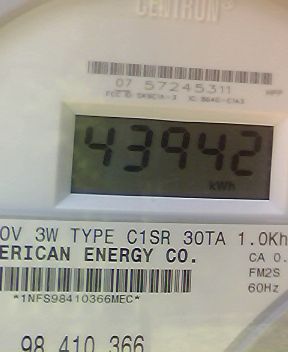 CENTRON®
07 57245311
43942
kWh
0V 3W TYPE C1SR 30TA 1.0Kh
ERICAN ENERGY CO.
CA 0.
FM2S
60Hz
*1NFS98410366MEC*
98 410 366